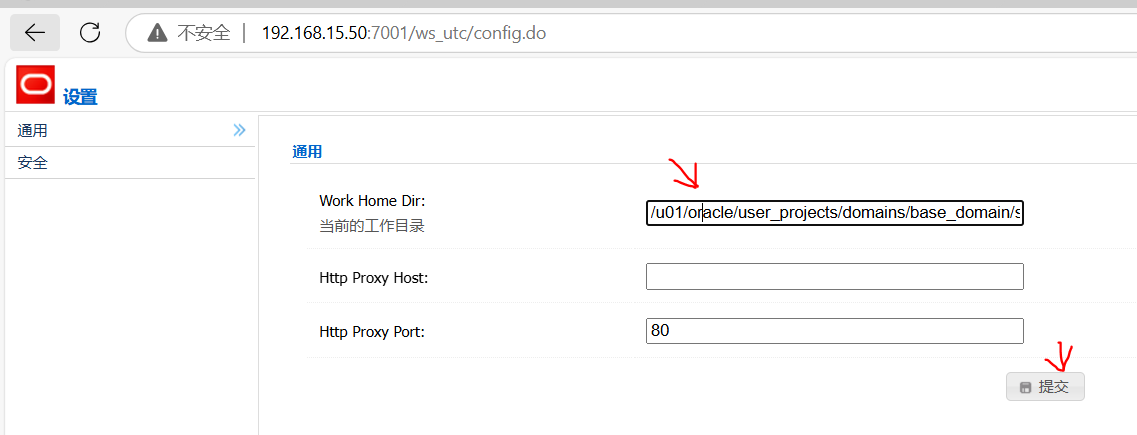 不安全 | 192.168.15.50:7001/ws_utc/config.do
设置
通用
安全
通用
Work Home Dir:
当前的工作目录
/u01/oracle/user_projects/domains/base_domain/s
Http Proxy Host:
Http Proxy Port:
80
提交